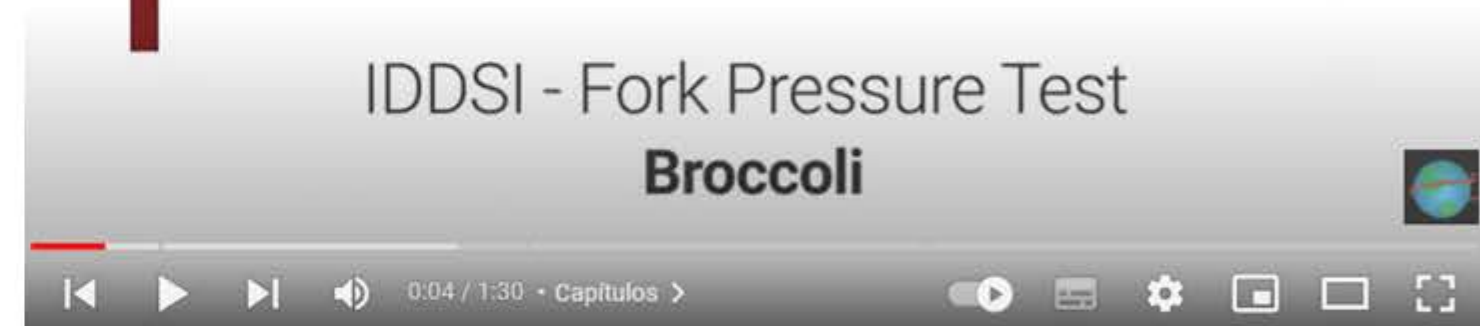 IDDSI - Fork Pressure Test
Broccoli
0:04 / 1:30 • Capítulos >